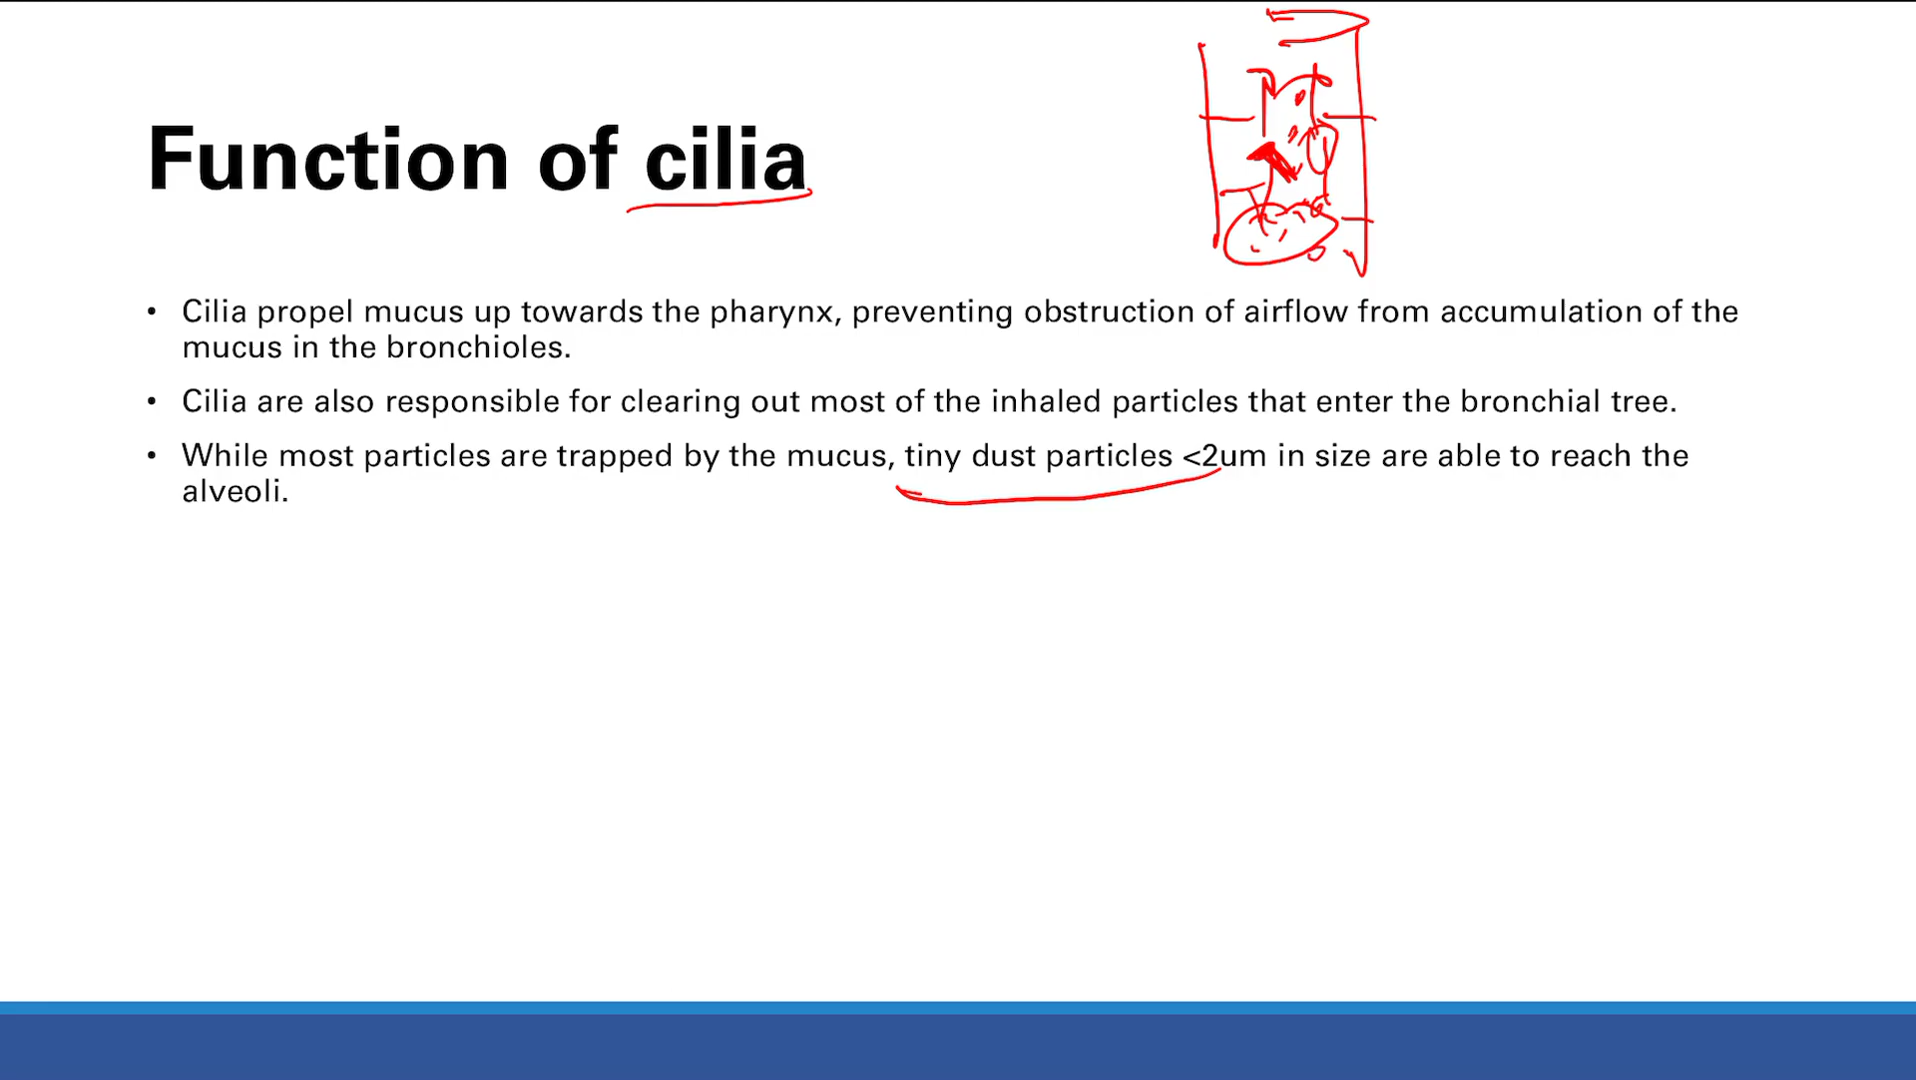 Function of cilia
• Cilia propel mucus up towards the pharynx, preventing obstruction of airflow from accumulation of the
mucus in the bronchioles.
• Cilia are also responsible for clearing out most of the inhaled particles that enter the bronchial tree.
• While most particles are trapped by the mucus, tiny dust particles <2um in size are able to reach the
alveoli.